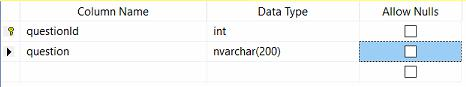 Column Name Data Type Allow Nulls
questionId int
question nvarchar(200)